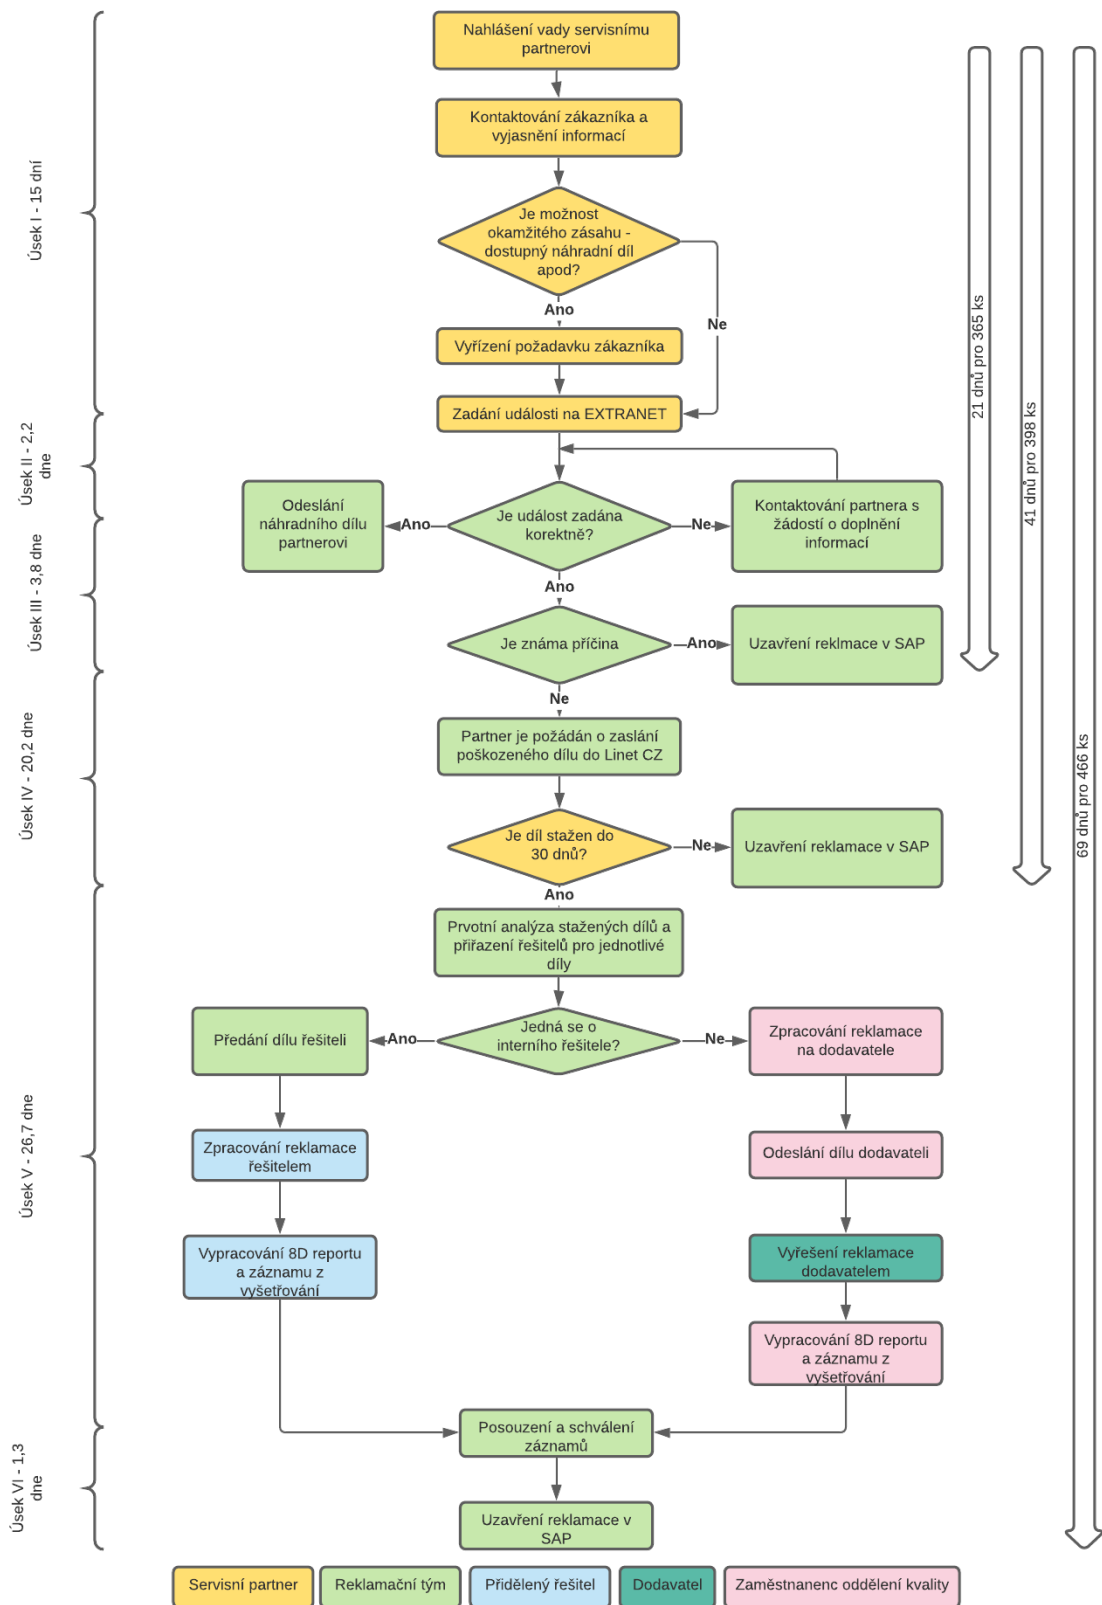 Nahlášení vady servisnímu
partnerovi
Kontaktování zákazníka a
vyjasnění informací
Úsek I - 15 dní
Je možnost
okamžitého zásahu -
dostupný náhradní díl
apod?
Ano
Ne
Vyřízení požadavku zákazníka
21 dnů pro 365 ks
Zadání události na EXTRANET
41 dnů pro 398 ks
Úsek II - 2,2
dne
Odeslání
náhradního dílu
partnerovi
Ano
Je událost zadána
korektně?
Ne
Kontaktování partnera s
žádostí o doplnění
informací
Úsek III - 3,8 dne
Ano
Je známa příčina
Ano
Uzavření reklmace v SAP
Ne
Úsek IV - 20,2 dne
Partner je požádán o zaslání
poškozeného dílu do Linet CZ
69 dnů pro 466 ks
Je díl stažen do
30 dnů?
Ne
Uzavření reklamace v SAP
Ano
Prvotní analýza stažených dílů a
přiřazení řešitelů pro jednotlivé
díly
Předání dílu řešiteli
Ano
Jedná se o
interního řešitele?
Ne
Zpracování reklamace
na dodavatele
Úsek V - 26,7 dne
Zpracování reklamace
řešitelem
Odeslání dílu dodavateli
Vypracování 8D reportu
a záznamu z
vyšetřování
Vyřešení reklamace
dodavatelem
Vypracování 8D reportu
a záznamu z
vyšetřování
Posouzení a schválení
záznamů
Úsek VI - 1,3
dne
Uzavření reklamace v
SAP
Servisní partner
Reklamační tým
Přidělený řešitel
Dodavatel
Zaměstnanenc oddělení kvality